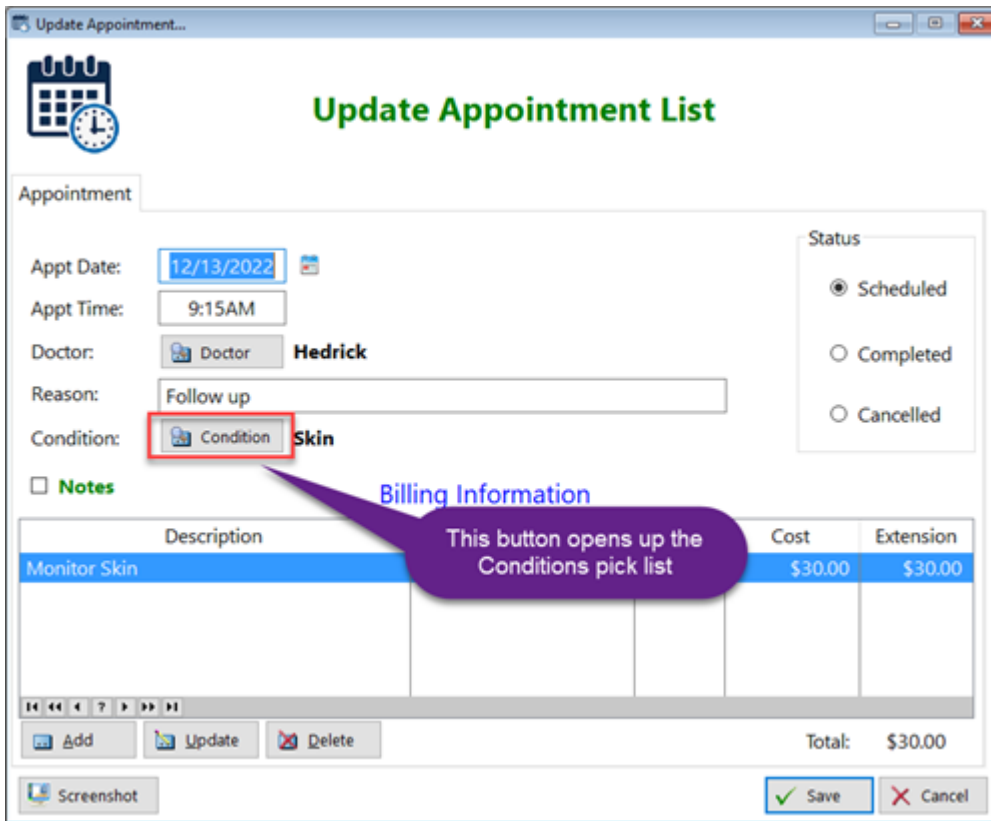 Update Appointment...
Update Appointment List
Appointment
Appt Date: 12/13/2022
Appt Time: 9:15AM
Doctor: Doctor Hedrick
Reason: Follow up
Condition: Condition Skin
Notes
Status
Scheduled
Completed
Cancelled
Billing Information
This button opens up the
Conditions pick list
Description Cost Extension
Monitor Skin $30.00 $30.00
?
Add Update Delete Total: $30.00
Screenshot Save Cancel